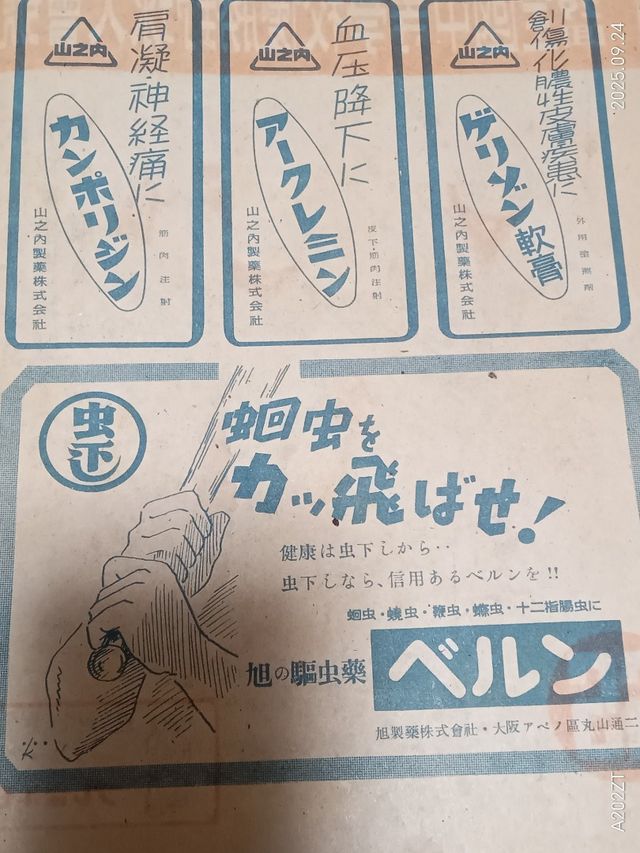 創傷化膿性皮膚疾患に
山之内
ゲリゾン軟膏
外用塗擦剤
山之内製薬株式会社
血圧降下に
山之内
アークレミン
皮下・筋肉注射
山之内製薬株式会社
肩凝・神経痛に
山之内
カンポリジン
筋肉注射
山之内製薬株式会社
虫下し
蛔虫を
カッ飛ばせ!
健康は虫下しから‥
虫下しなら、信用あるベルンを!!
蛔虫・蟯虫・鞭虫・蠕虫・十二指腸虫に
旭の驅虫藥
ベルン
旭製藥株式會社・大阪アベノ區丸山通二
K
2025.09.24
A202ZT